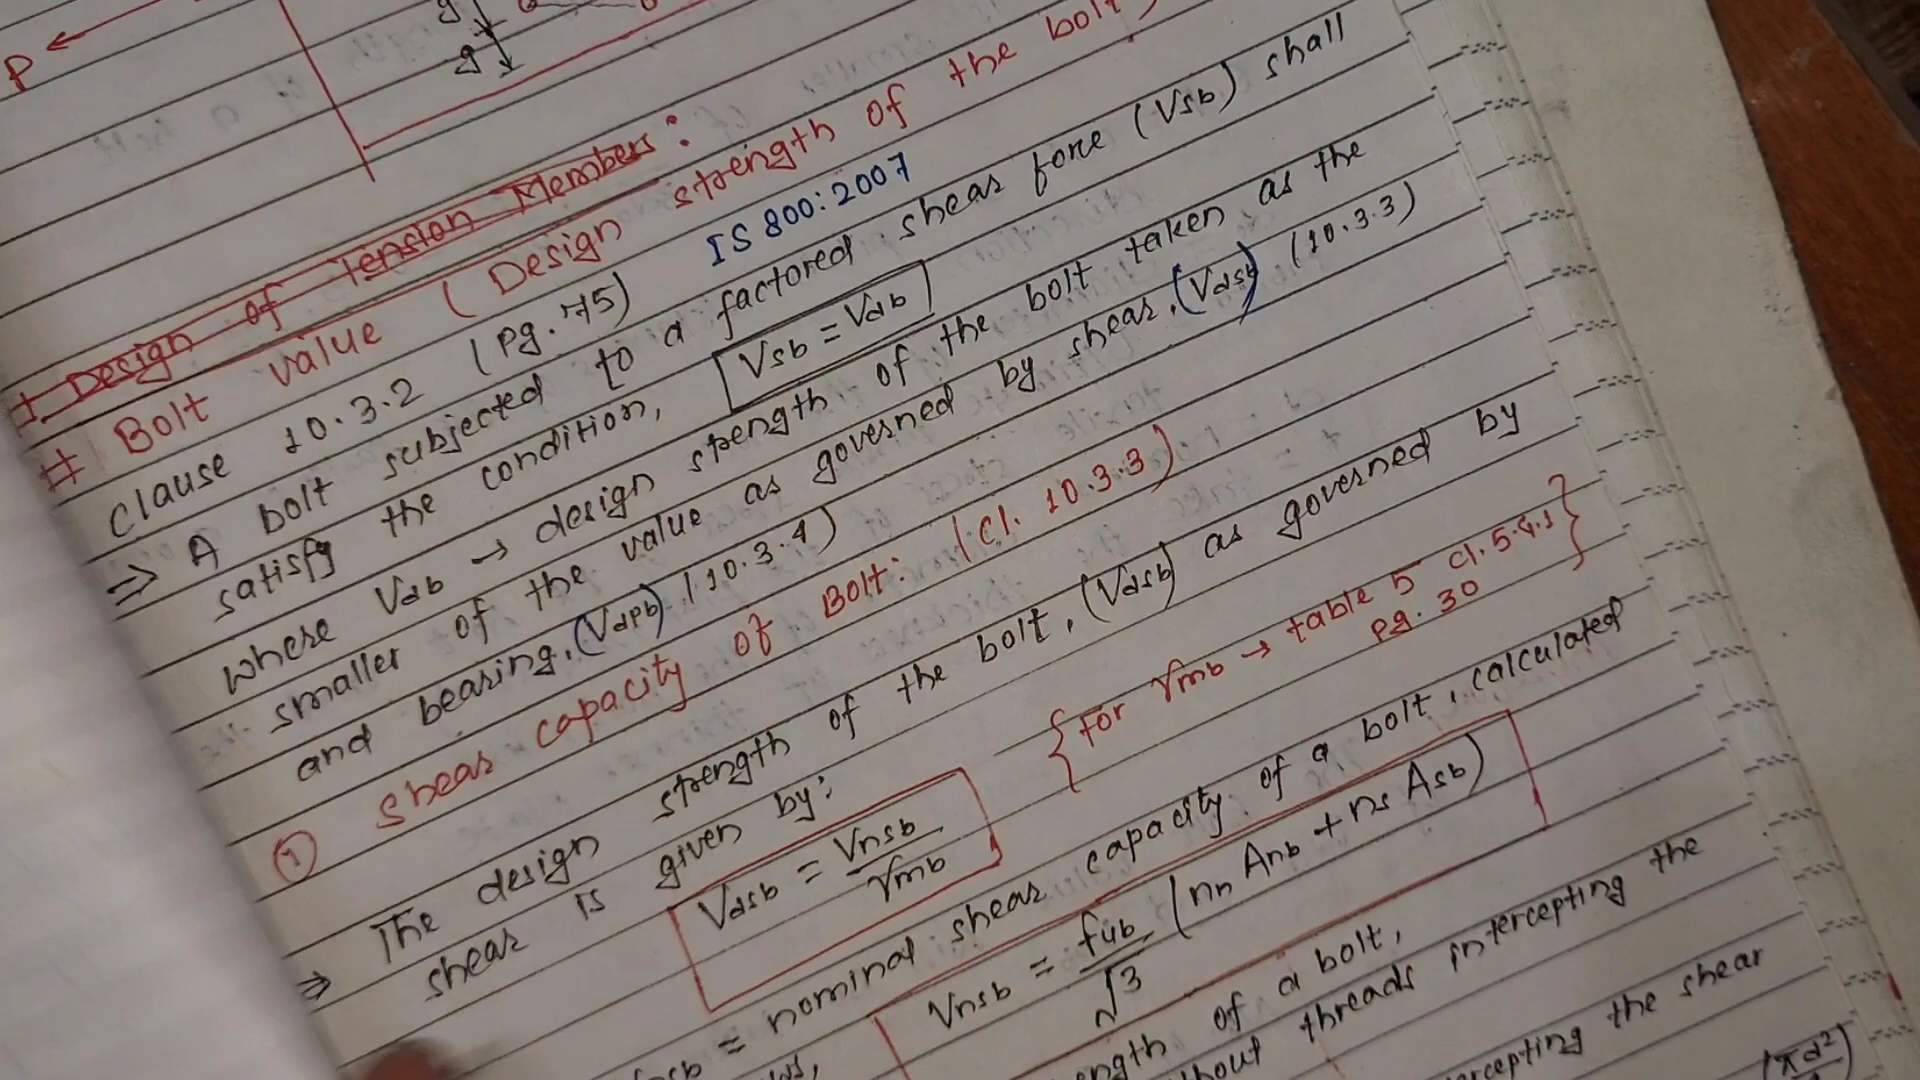 P
g
g
I Design of Tension Members:
# Bolt value (Design strength of the bolt)
clause 10.3.2 (pg. 75) IS 800:2007
⇒ A bolt subjected to a factored shear force (Vsb) shall
satisfy the condition, Vsb = Vdb
where Vdb → design strength of the bolt taken as the
smaller of the value as governed by shear, (Vdsb) (10.3.3)
and bearing, (Vdpb) (10.3.4)
① Shear capacity of Bolt: (Cl. 10.3.3)
⇒ The design strength of the bolt, (Vdsb) as governed by
shear is given by:
{for γmb → table 5 cl. 5.4.1
pg. 30}
Vdsb = Vnsb / γmb
= nominal shear capacity of a bolt, calculated
Vnsb = fub / √3 (nn Anb + ns Asb)
of a bolt,
threads intercepting the
the shear
πd²